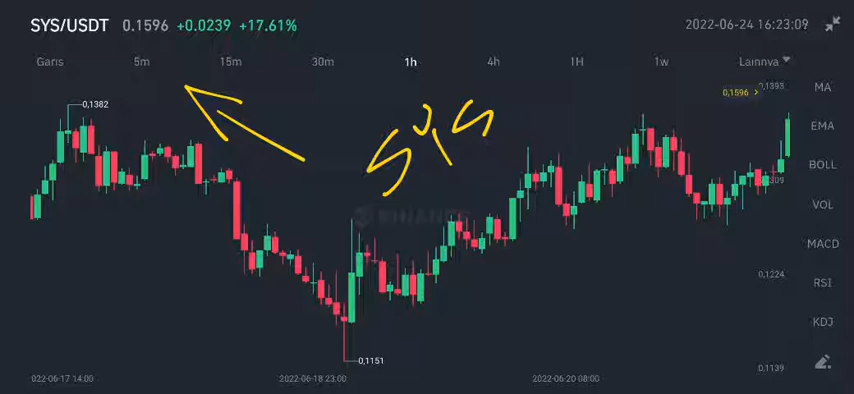 SYS/USDT 0.1596 +0.0239 +17.61% 2022-06-24 16:23:09
Garis 5m 15m 30m 1h 4h 1H 1w Lainnya
0,1596 0,1393 MA
0,1382
SYS
EMA
BOLL
0,1309
VOL
BINANCE
MACD
0,1224
RSI
KDJ
0,1151
0,1139
022-06-17 14:00 2022-06-18 23:00 2022-06-20 08:00